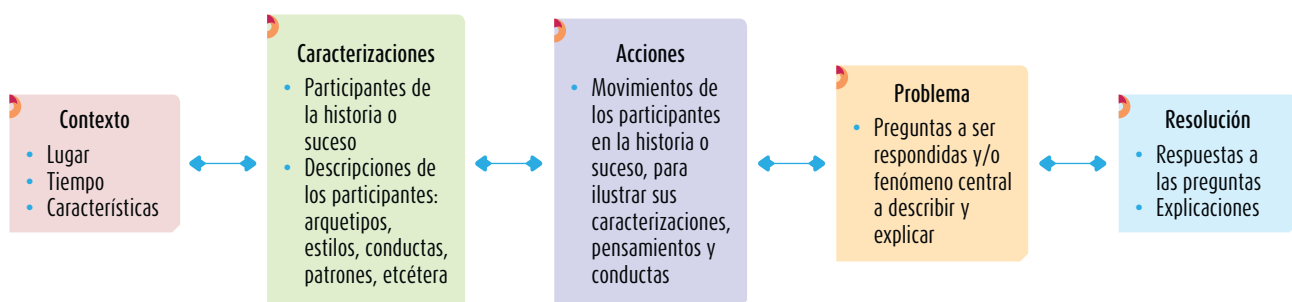 Contexto
• Lugar
• Tiempo
• Características
Caracterizaciones
• Participantes de
la historia o
suceso
• Descripciones de
los participantes:
arquetipos,
estilos, conductas,
patrones, etcétera
Acciones
• Movimientos de
los participantes
en la historia o
suceso, para
ilustrar sus
caracterizaciones,
pensamientos y
conductas
Problema
• Preguntas a ser
respondidas y/o
fenómeno central
a describir y
explicar
Resolución
• Respuestas a
las preguntas
• Explicaciones